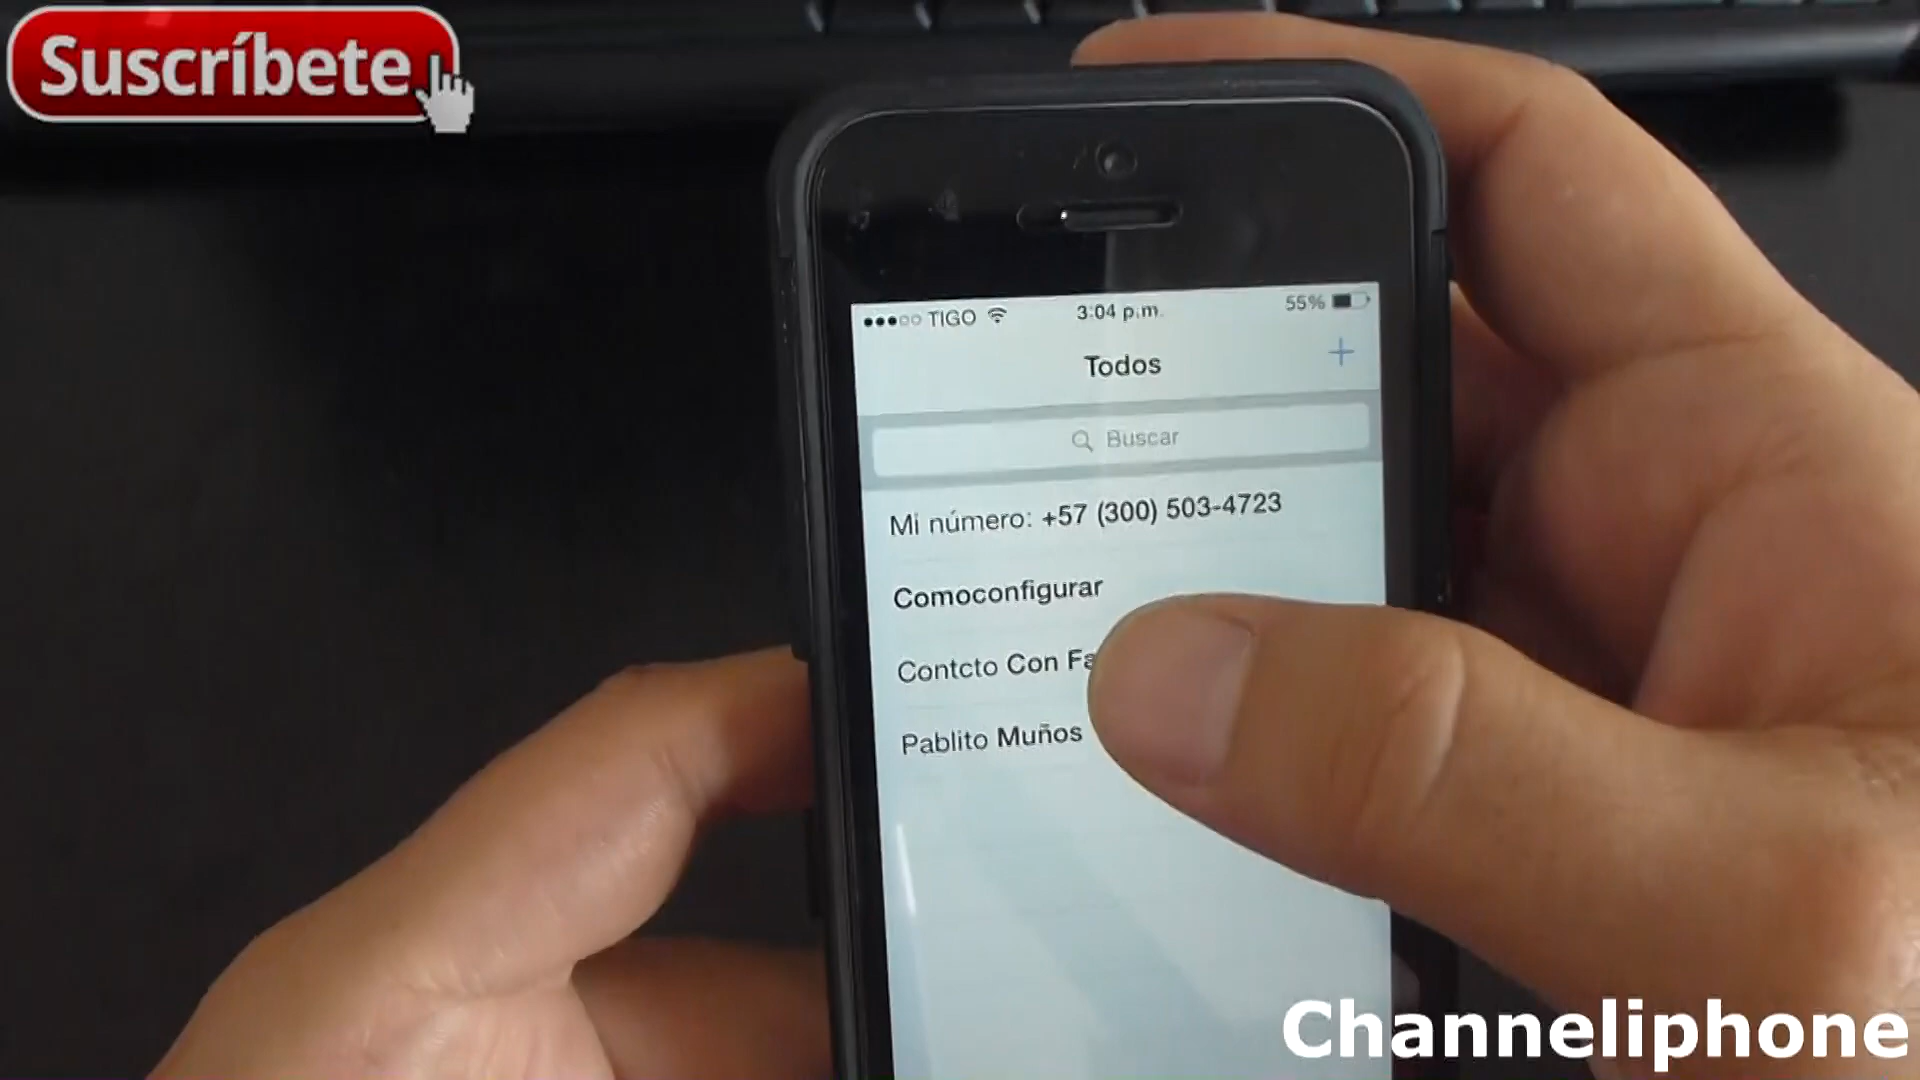 Suscríbete
TIGO 3:04 p.m. 55%
Todos
Buscar
Mi número: +57 (300) 503-4723
Comoconfigurar
Contcto Con
Pablito Muños
Channeliphone